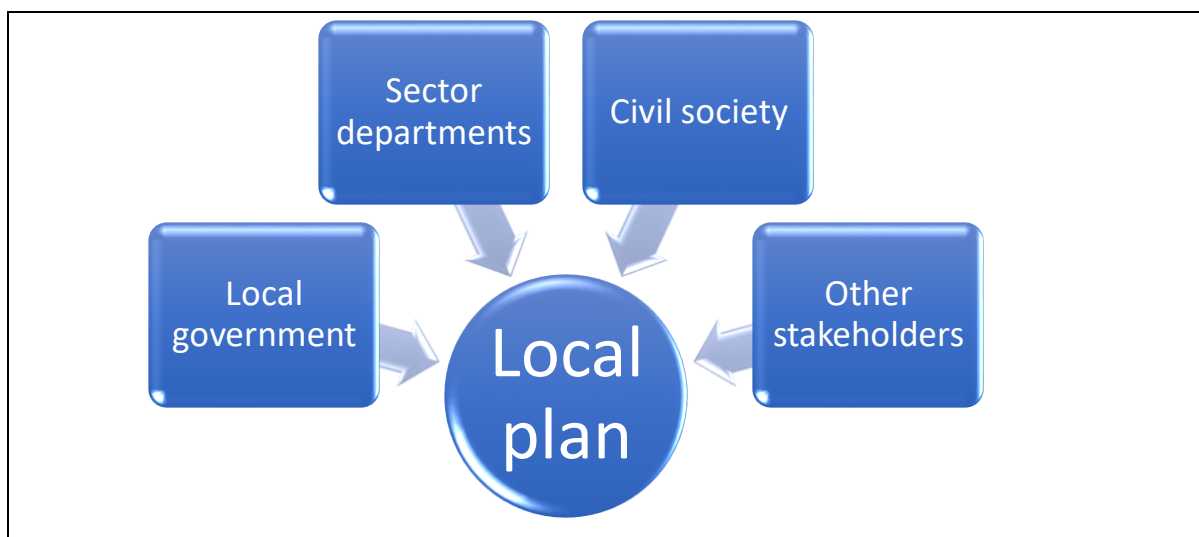 Sector
departments
Civil society
Local
government
Other
stakeholders
Local
plan